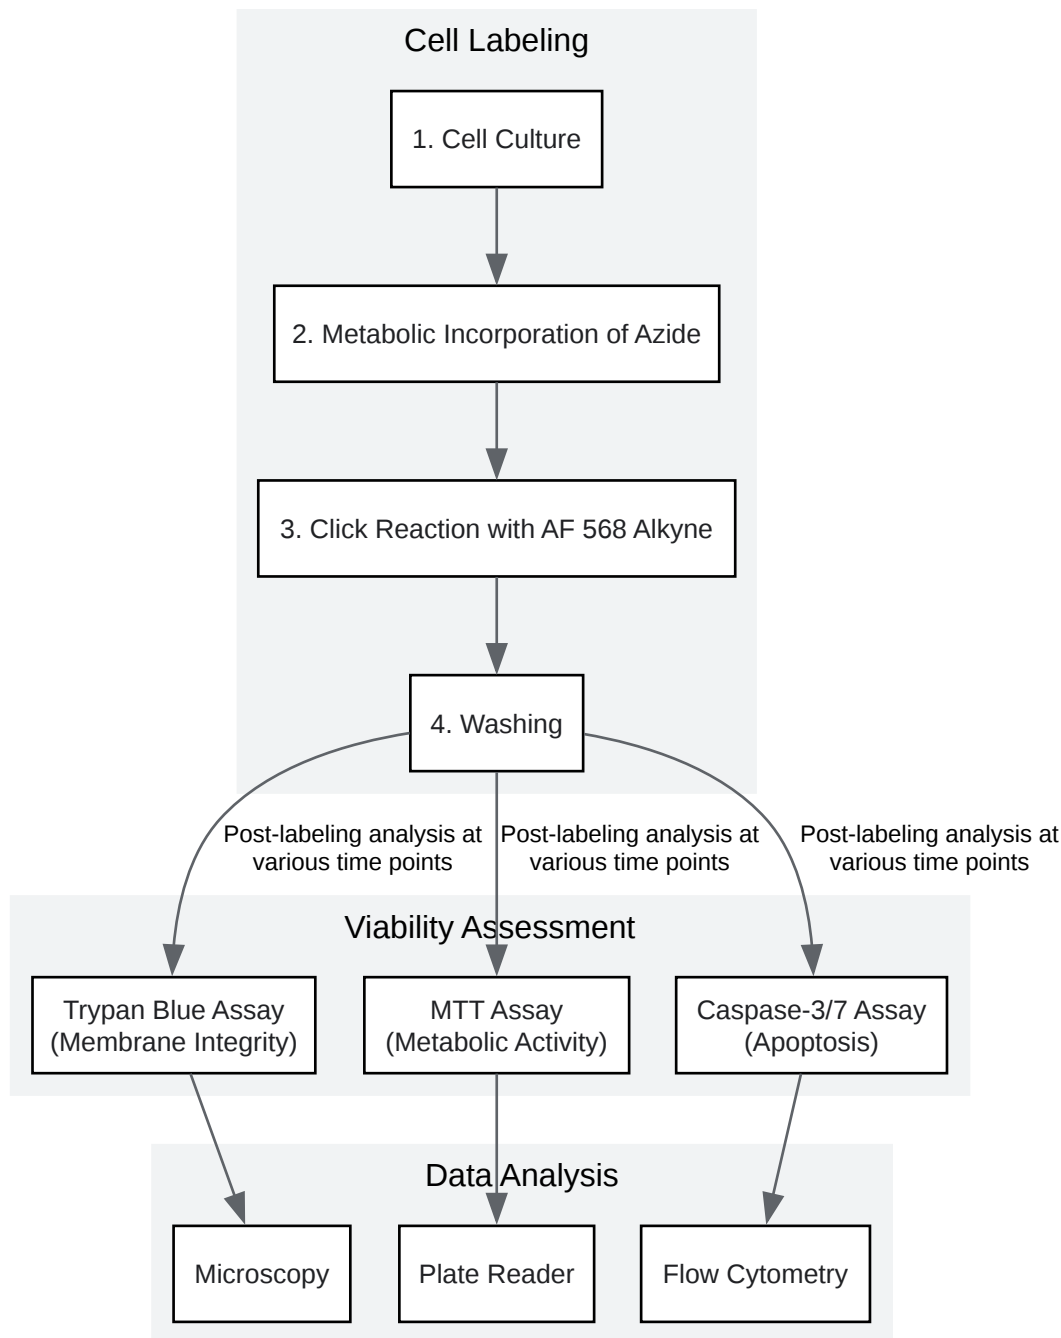 Cell Labeling
1. Cell Culture
2. Metabolic Incorporation of Azide
3. Click Reaction with AF 568 Alkyne
4. Washing
Post-labeling analysis at
various time points
Post-labeling analysis at
various time points
Post-labeling analysis at
various time points
Viability Assessment
Trypan Blue Assay
(Membrane Integrity)
MTT Assay
(Metabolic Activity)
Caspase-3/7 Assay
(Apoptosis)
Data Analysis
Microscopy
Plate Reader
Flow Cytometry